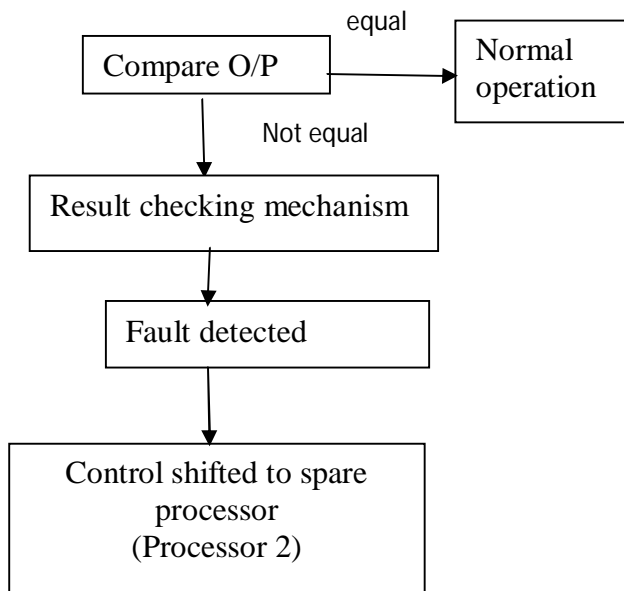 equal
Compare O/P
Normal
operation
Not equal
Result checking mechanism
Fault detected
Control shifted to spare
processor
(Processor 2)